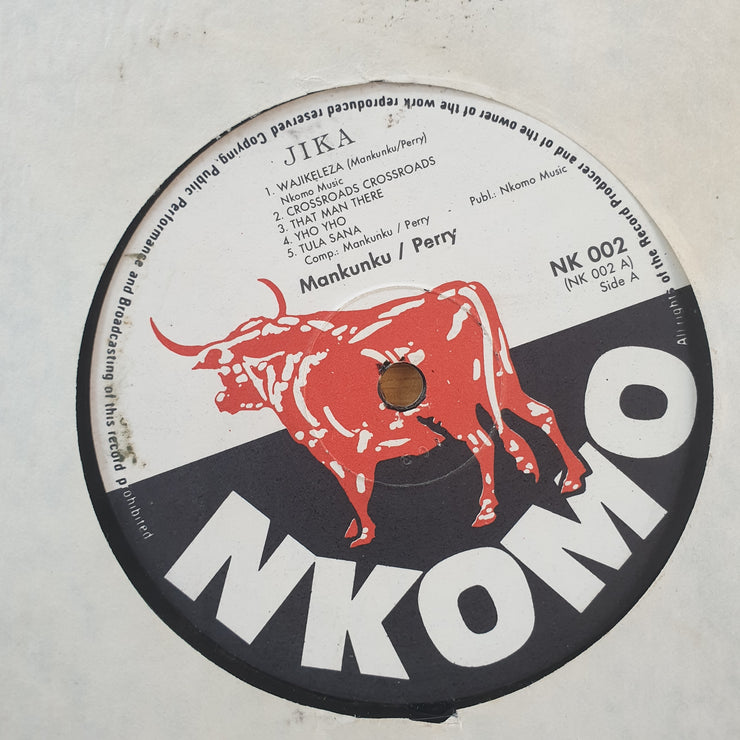 JIKA
1. WAJIKELEZA (Mankunku/Perry)
Nkomo Music
2. CROSSROADS CROSSROADS
3. THAT MAN THERE
4. YHO YHO
5. TULA SANA
Comp.: Mankunku / Perry
Publ.: Nkomo Music
Mankunku / Perry
NK 002
(NK 002 A)
Side A
NKOMO
All rights of the Record Producer and of the owner of the work reproduced reserved Copying, Public Performance and Broadcasting of this record prohibited